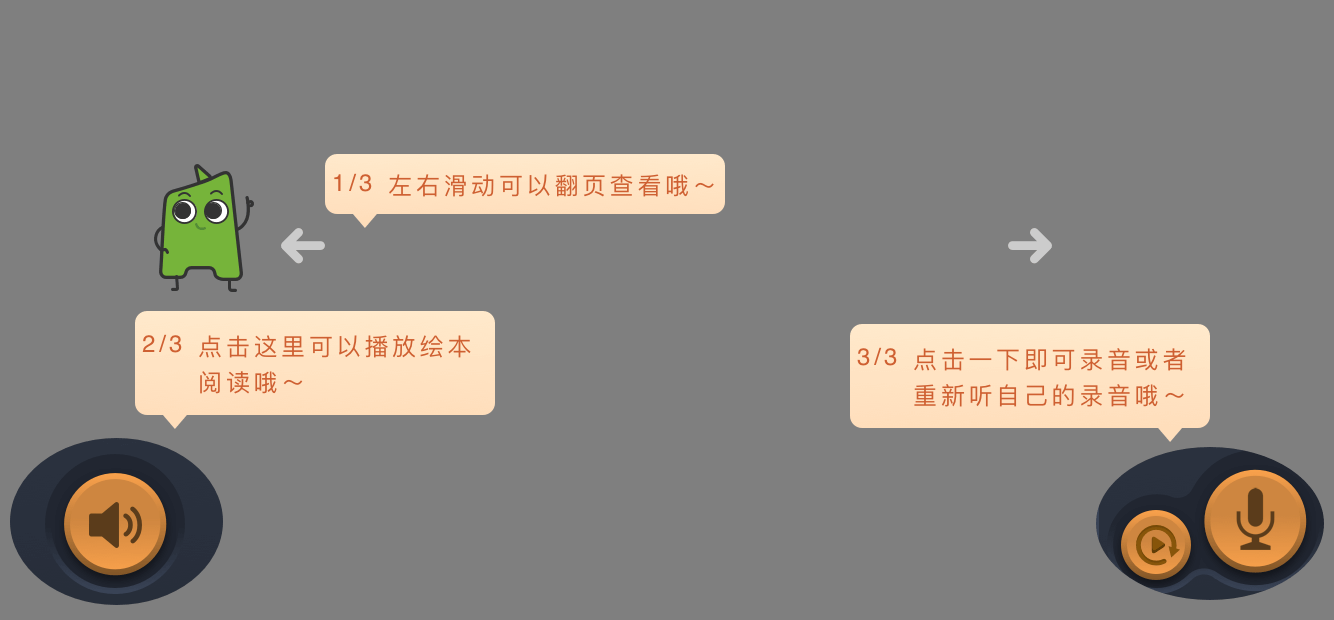 1/3 左右滑动可以翻页查看哦～
2/3 点击这里可以播放绘本
阅读哦～
3/3 点击一下即可录音或者
重新听自己的录音哦～